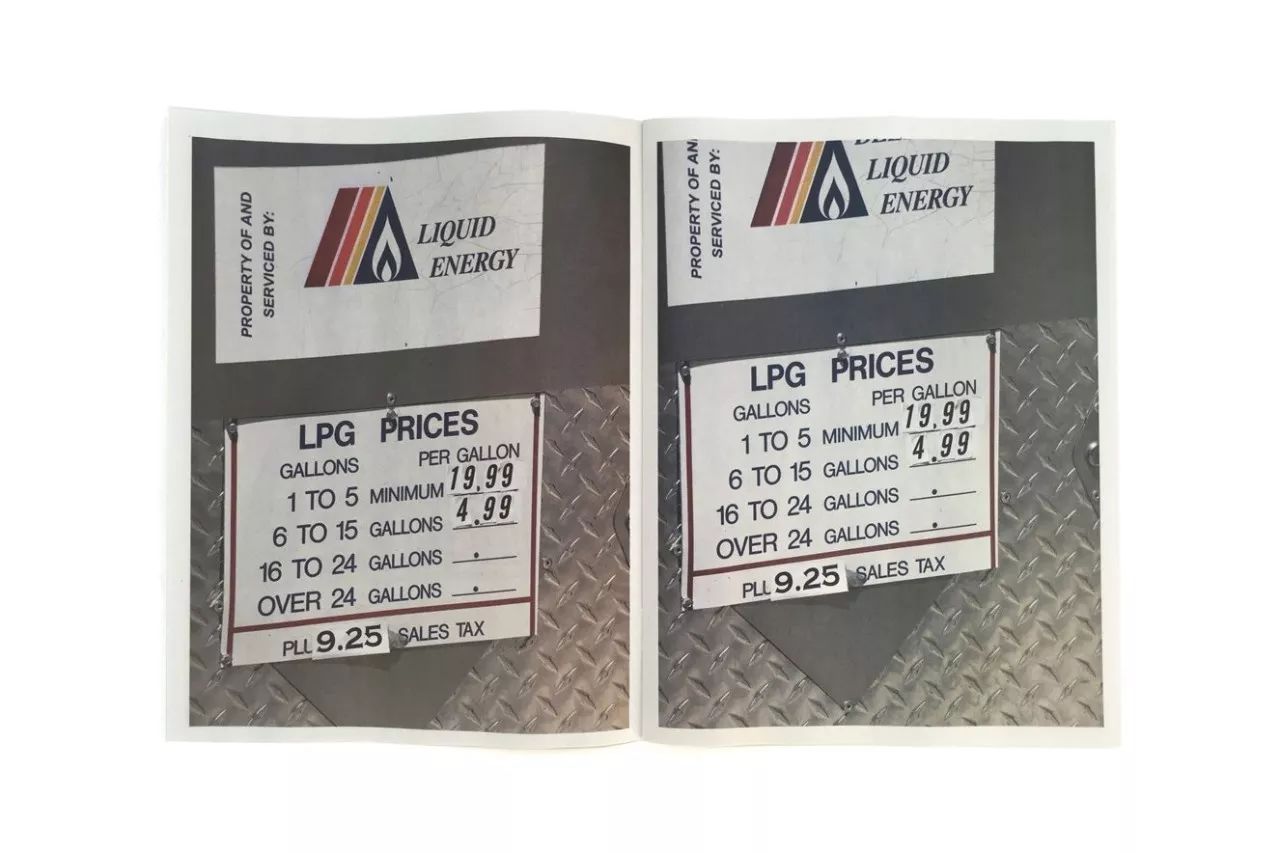 PROPERTY OF AND
SERVICED BY:
LIQUID
ENERGY
LPG PRICES
GALLONS PER GALLON
1 TO 5 MINIMUM 19.99
6 TO 15 GALLONS 4.99
16 TO 24 GALLONS .
OVER 24 GALLONS .
PLU 9.25 SALES TAX
PROPERTY OF AN
SERVICED BY:
LIQUID
ENERGY
LPG PRICES
GALLONS PER GALLON
1 TO 5 MINIMUM 19.99
6 TO 15 GALLONS 4.99
16 TO 24 GALLONS .
OVER 24 GALLONS .
PLU 9.25 SALES TAX